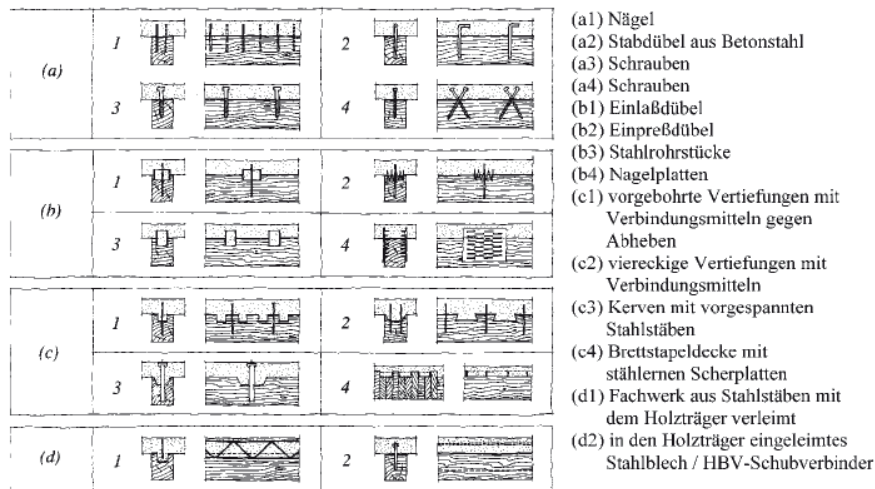 1
2
(a)
3
4
1
2
(b)
3
4
1
2
(c)
3
4
(d)
1
2
(a1) Nägel
(a2) Stabdübel aus Betonstahl
(a3) Schrauben
(a4) Schrauben
(b1) Einlaßdübel
(b2) Einpreßdübel
(b3) Stahlrohrstücke
(b4) Nagelplatten
(c1) vorgebohrte Vertiefungen mit
Verbindungsmitteln gegen
Abheben
(c2) viereckige Vertiefungen mit
Verbindungsmitteln
(c3) Kerven mit vorgespannten
Stahlstäben
(c4) Brettstapeldecke mit
stählernen Scherplatten
(d1) Fachwerk aus Stahlstäben mit
dem Holzträger verleimt
(d2) in den Holzträger eingeleimtes
Stahlblech / HBV-Schubverbinder